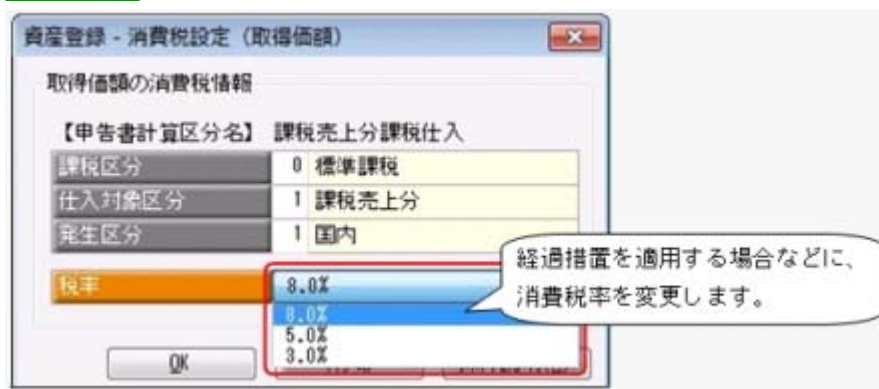 資産登録 - 消費税設定（取得価額）
取得価額の消費税情報
【申告書計算区分名】 課税売上分課税仕入
課税区分 0 標準課税
仕入対象区分 1 課税売上分
発生区分 1 国内
税率 8.0%
8.0%
5.0%
3.0%
経過措置を適用する場合などに、
消費税率を変更します。
OK